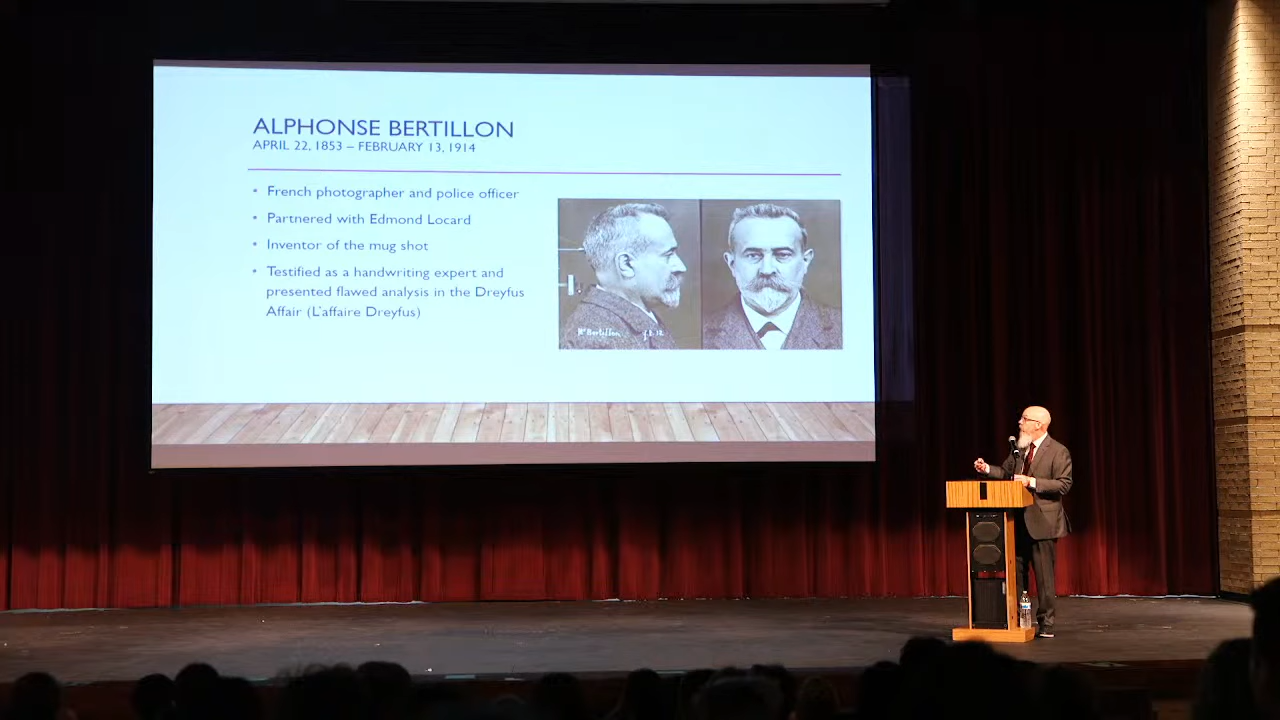 ALPHONSE BERTILLON
APRIL 22, 1853 – FEBRUARY 13, 1914
• French photographer and police officer
• Partnered with Edmond Locard
• Inventor of the mug shot
• Testified as a handwriting expert and
presented flawed analysis in the Dreyfus
Affair (L'affaire Dreyfus)
Bertillon